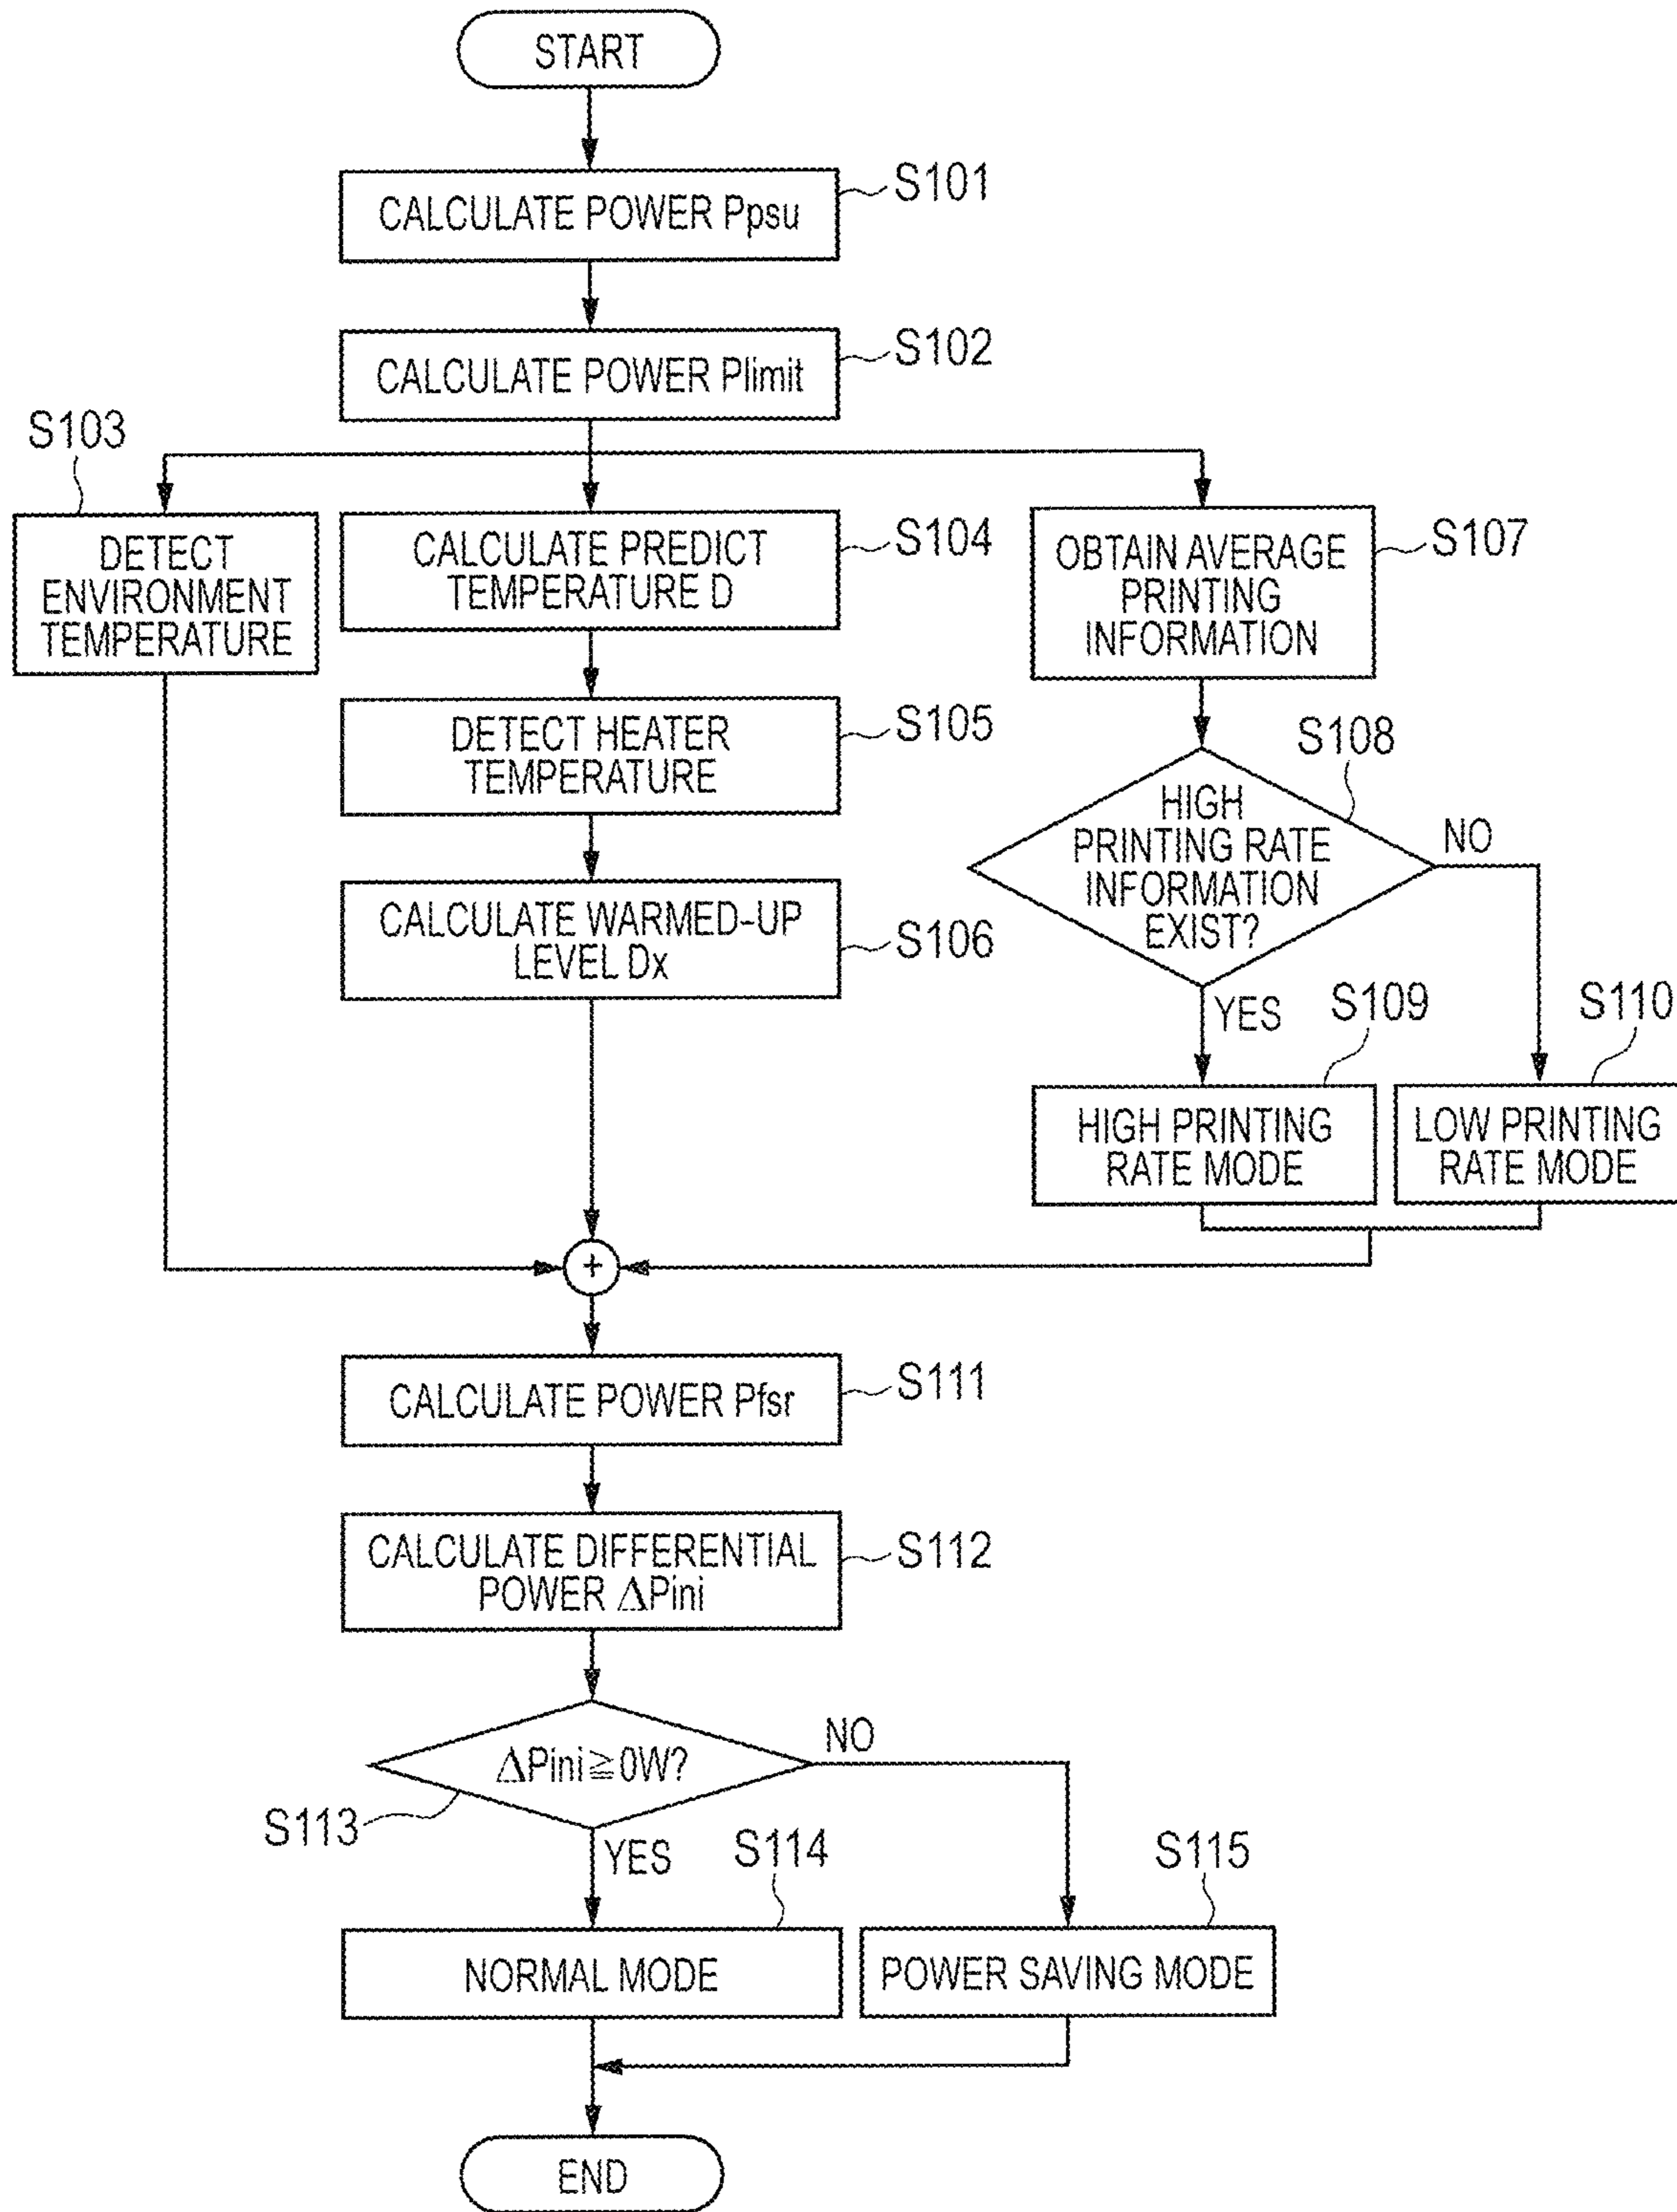 START
CALCULATE POWER Ppsu
S101
CALCULATE POWER Plimit
S102
S103
DETECT
ENVIRONMENT
TEMPERATURE
CALCULATE PREDICT
TEMPERATURE D
S104
DETECT HEATER
TEMPERATURE
S105
CALCULATE WARMED-UP
LEVEL Dx
S106
OBTAIN AVERAGE
PRINTING
INFORMATION
S107
S108
HIGH
PRINTING RATE
INFORMATION
EXIST?
NO
YES
S109
S110
HIGH PRINTING
RATE MODE
LOW PRINTING
RATE MODE
+
CALCULATE POWER Pfsr
S111
CALCULATE DIFFERENTIAL
POWER ΔPini
S112
ΔPini≧0W?
NO
S113
YES
S114
S115
NORMAL MODE
POWER SAVING MODE
END